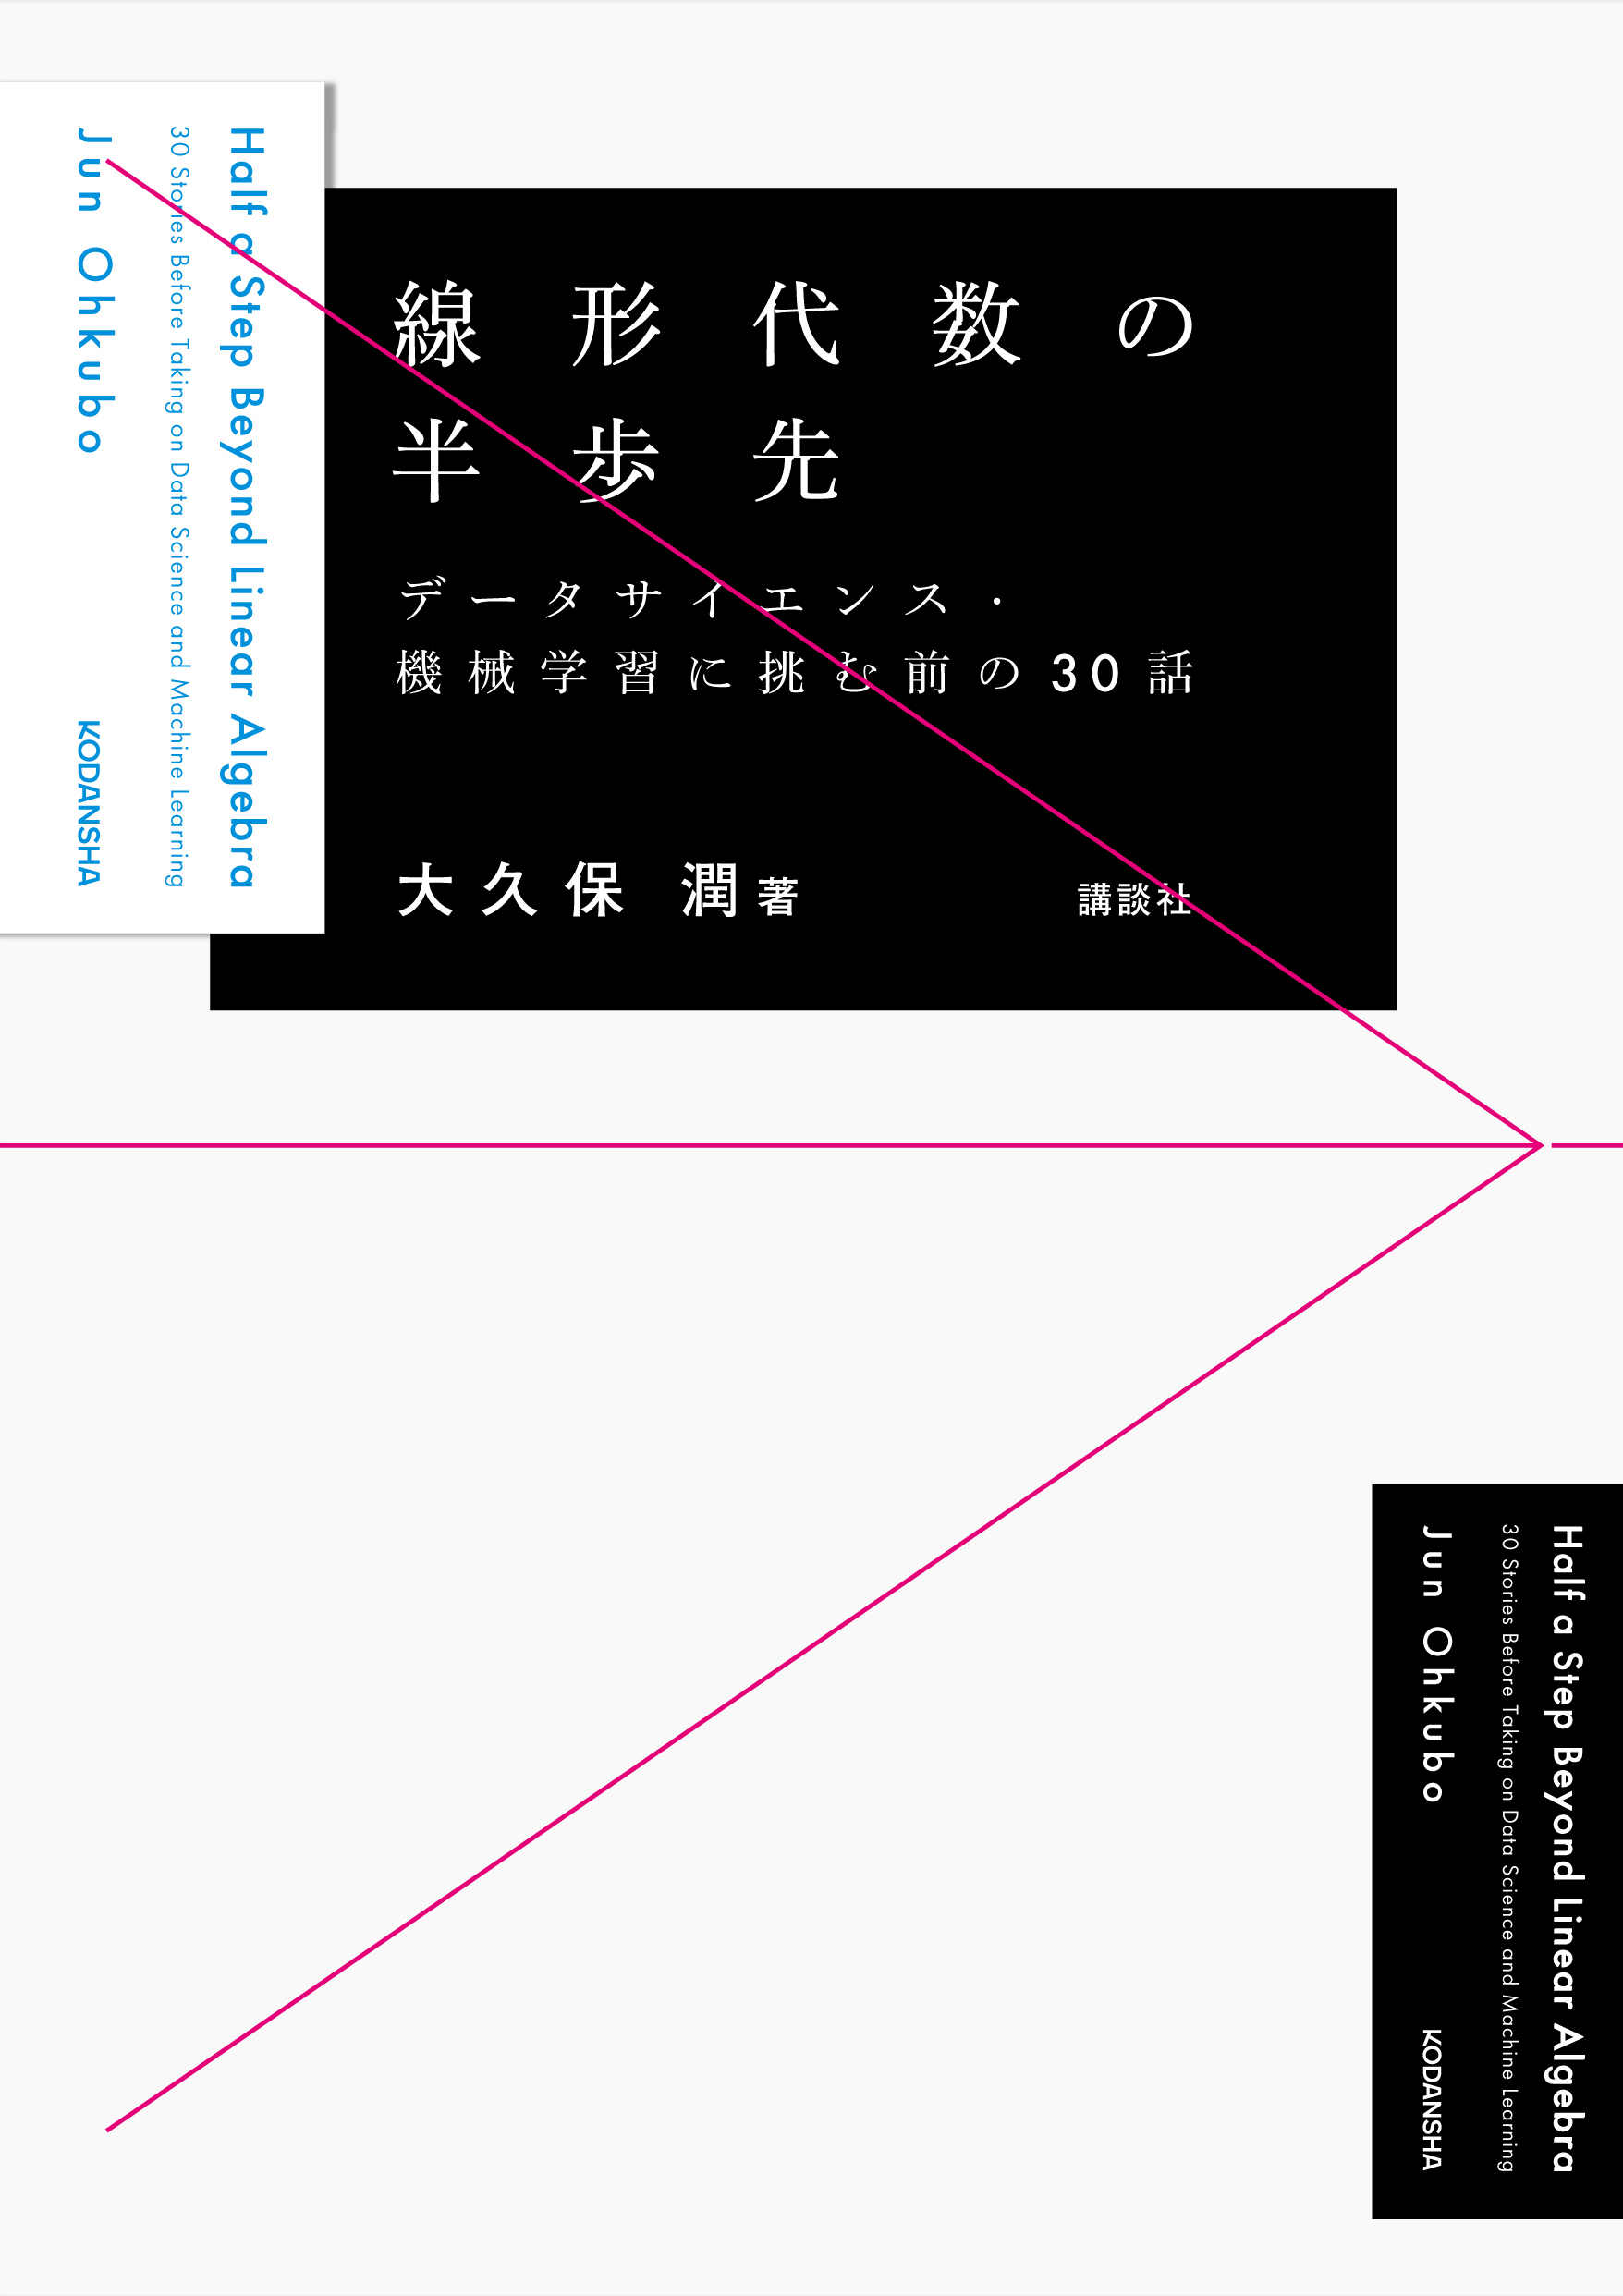 線形代数の
半歩先
データサイエンス・
機械学習に挑む前の30話
大久保 潤 著
講談社
Half a Step Beyond Linear Algebra
30 Stories Before Taking on Data Science and Machine Learning
Jun Ohkubo
KODANSHA
Half a Step Beyond Linear Algebra
30 Stories Before Taking on Data Science and Machine Learning
Jun Ohkubo
KODANSHA